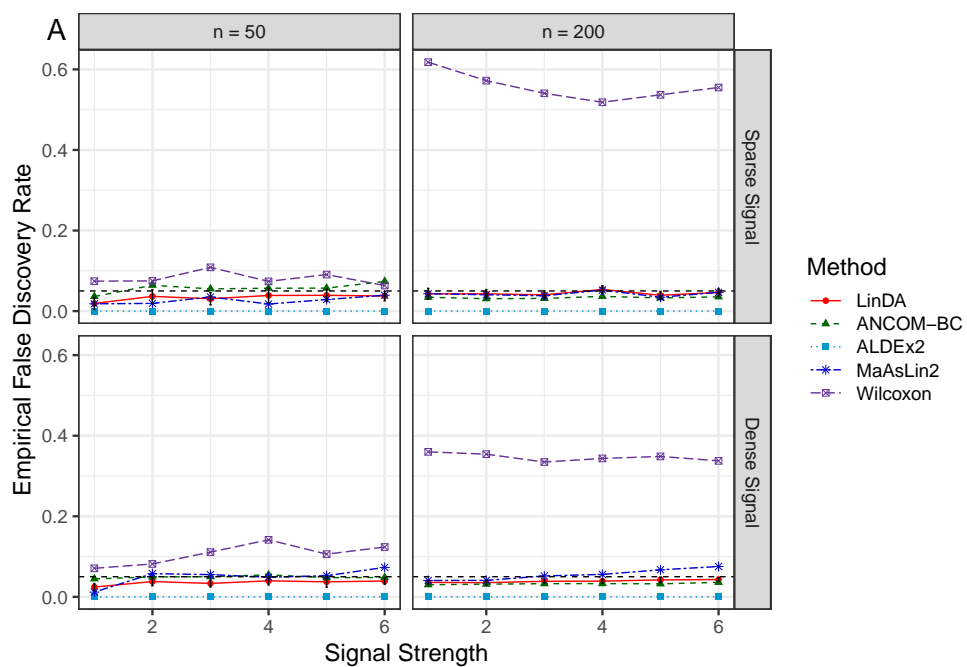 A
n = 50
n = 200
0.6
0.4
0.2
0.0
Sparse Signal
0.6
0.4
0.2
0.0
Dense Signal
Empirical False Discovery Rate
2 4 6
2 4 6
Signal Strength
Method
LinDA
ANCOM−BC
ALDEx2
MaAsLin2
Wilcoxon